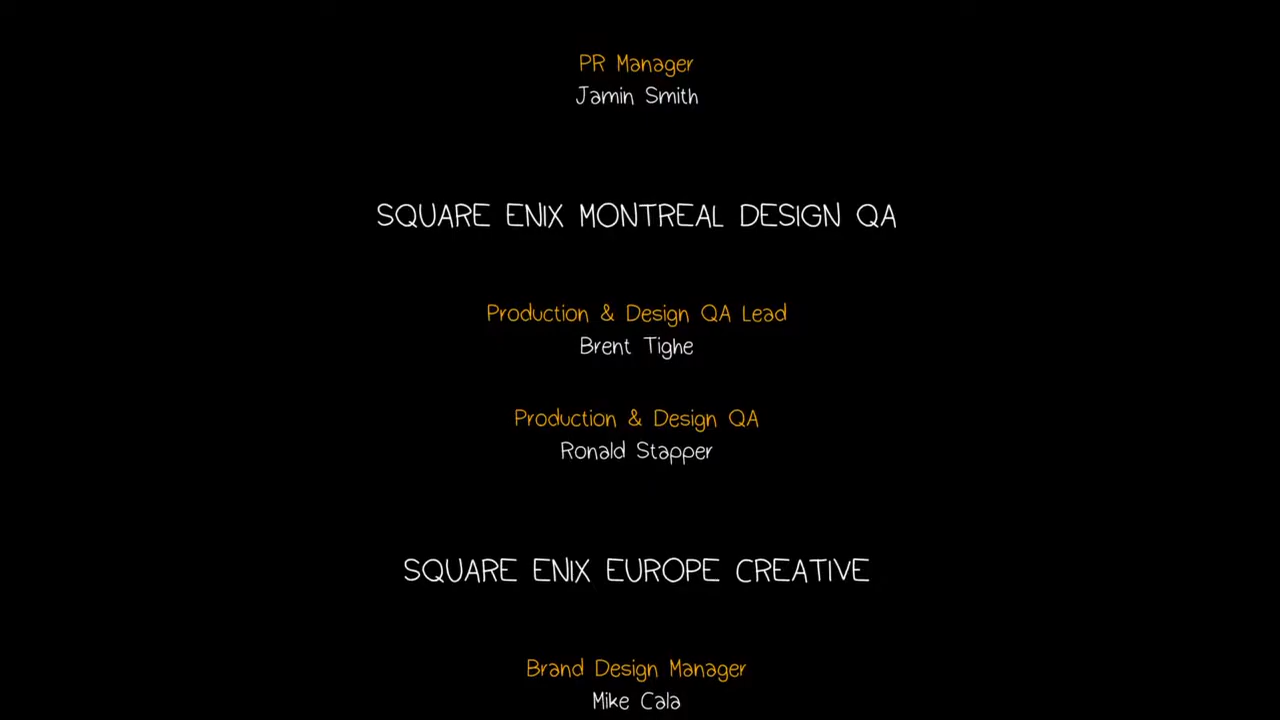 PR Manager
Jamin Smith
SQUARE ENIX MONTREAL DESIGN QA
Production & Design QA Lead
Brent Tighe
Production & Design QA
Ronald Stapper
SQUARE ENIX EUROPE CREATIVE
Brand Design Manager
Mike Cala